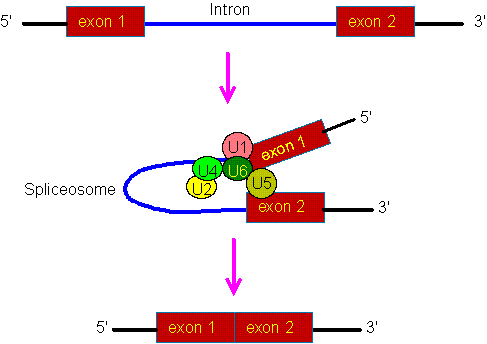 Intron
5' exon 1 exon 2 3'
5'
U1 exon 1
U4 U6
U2 U5
Spliceosome
exon 2 3'
5' exon 1 exon 2 3'